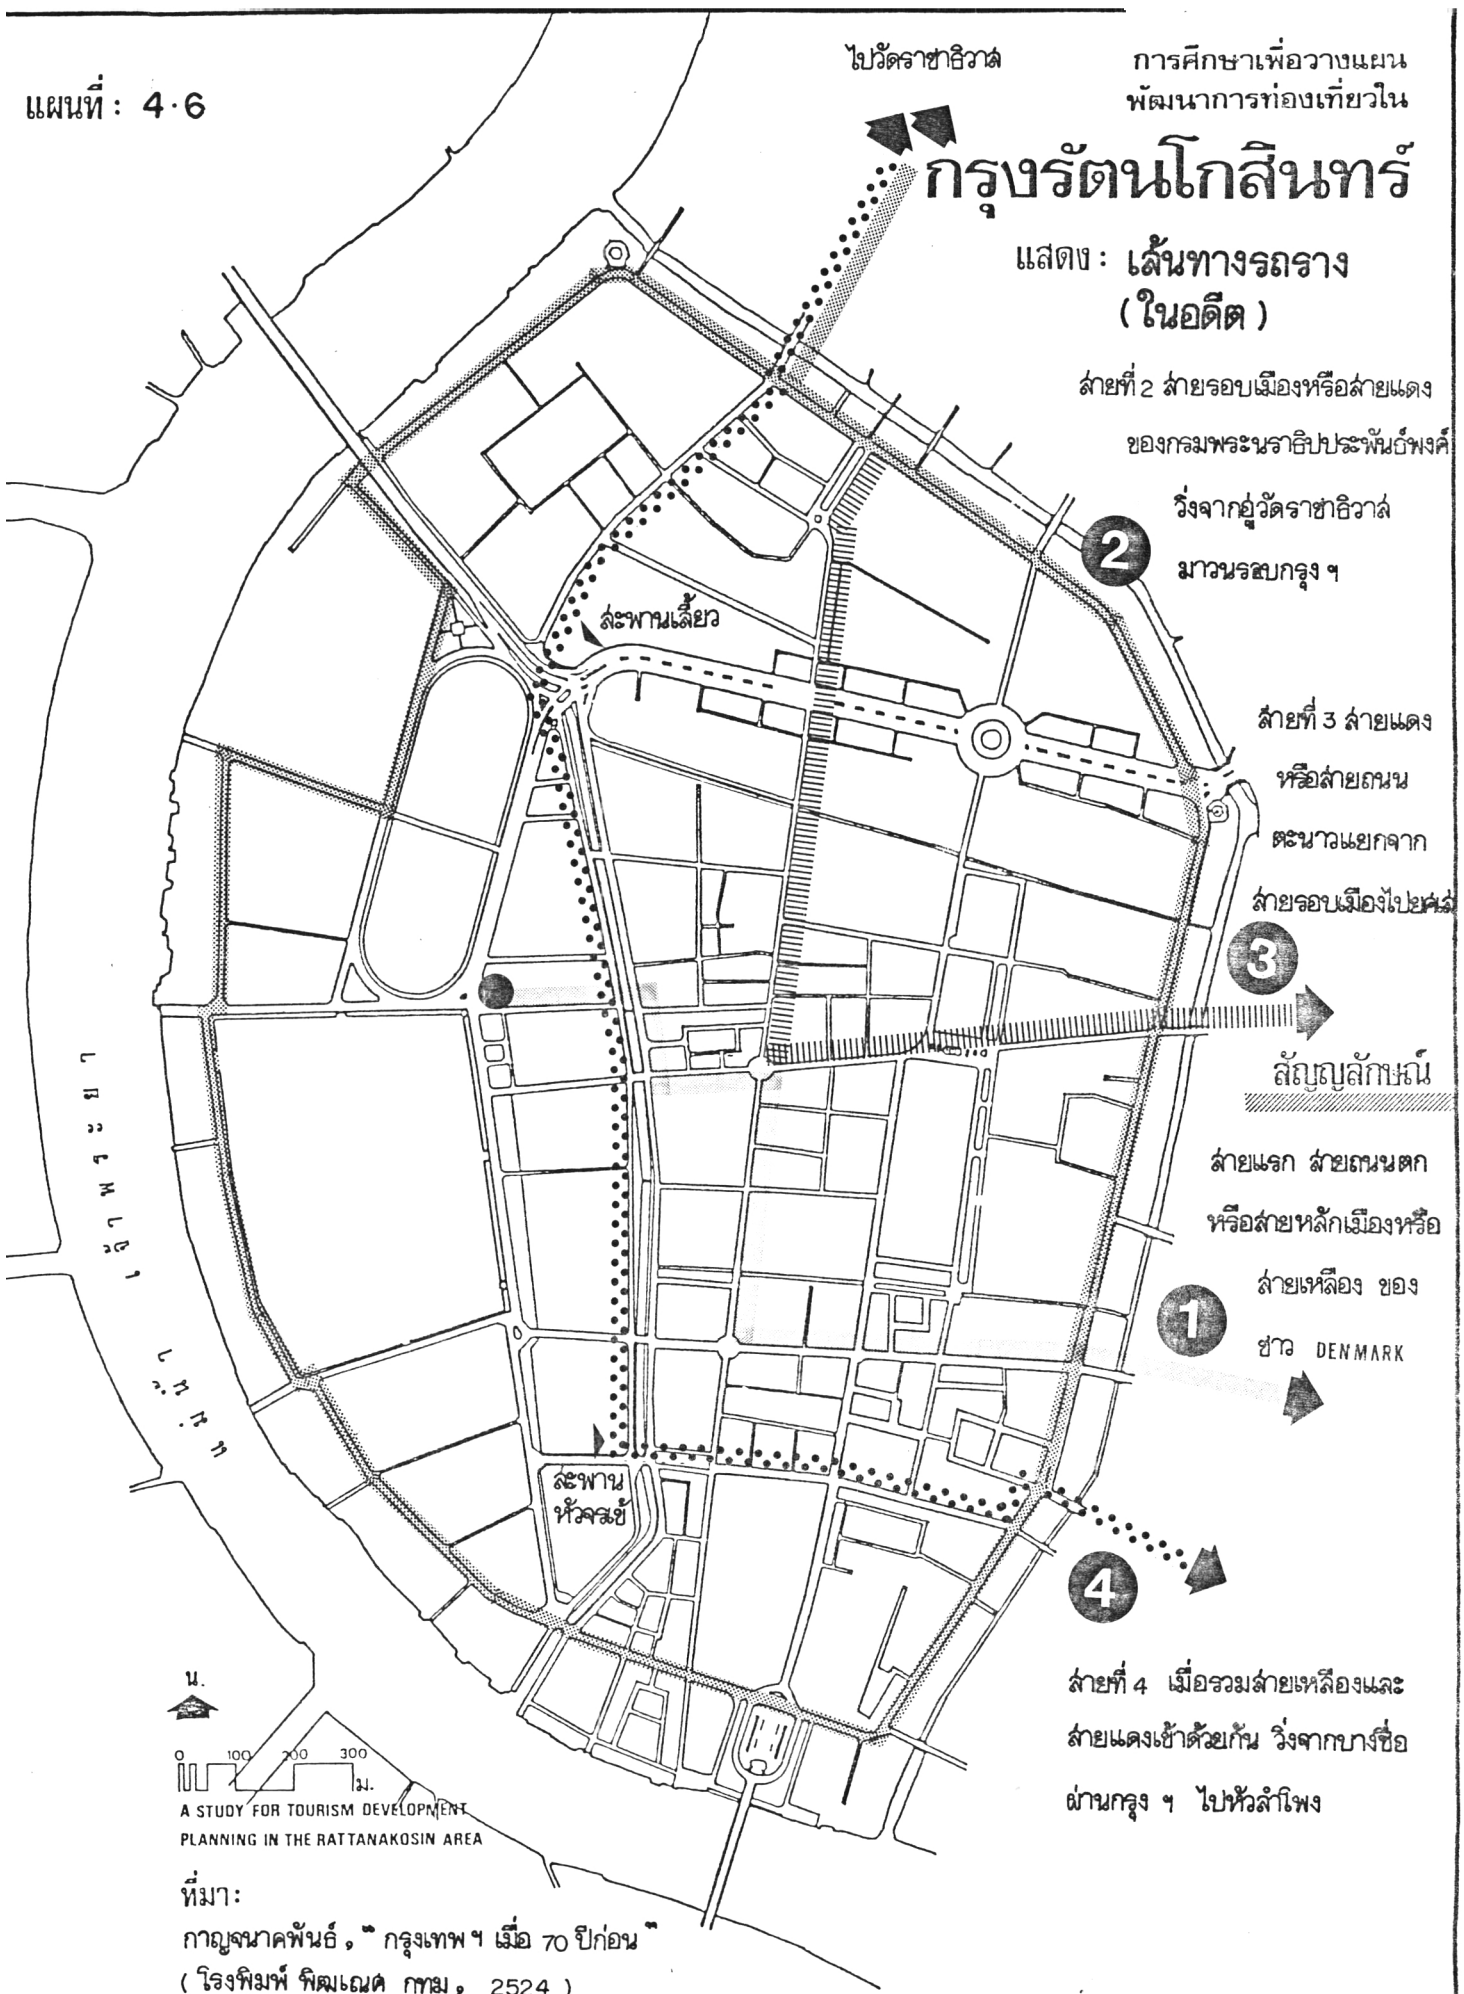 แผนที่ : 4·6
ไปวัดราชาธิวาส
การศึกษาเพื่อวางแผน
พัฒนาการท่องเที่ยวใน
กรุงรัตนโกสินทร์
แสดง : เส้นทางรถราง
(ในอดีต)
สายที่ 2 สายรอบเมืองหรือสายแดง
ของกรมพระนราธิปประพันธ์พงศ์
วิ่งจากอู่วัดราชาธิวาส
มาวนรอบกรุง ฯ
2
สะพานเสี้ยว
สายที่ 3 สายแดง
หรือสายถนน
ตะนาวแยกจาก
สายรอบเมืองไปยศเส
3
สัญญลักษณ์
สายแรก สายถนนตก
หรือสายหลักเมืองหรือ
สายเหลือง ของ
ชาว DENMARK
1
แม่น้ำ เจ้าพระยา
สะพาน
หัวจรเข้
4
สายที่ 4 เมื่อรวมสายเหลืองและ
สายแดงเข้าด้วยกัน วิ่งจากบางซื่อ
ผ่านกรุง ฯ ไปหัวลำโพง
น.
0 100 200 300
ม.
A STUDY FOR TOURISM DEVELOPMENT
PLANNING IN THE RATTANAKOSIN AREA
ที่มา :
กาญจนาคพันธ์ , " กรุงเทพ ฯ เมื่อ 70 ปีก่อน "
( โรงพิมพ์ พิฆเณศ กทม , 2524 )